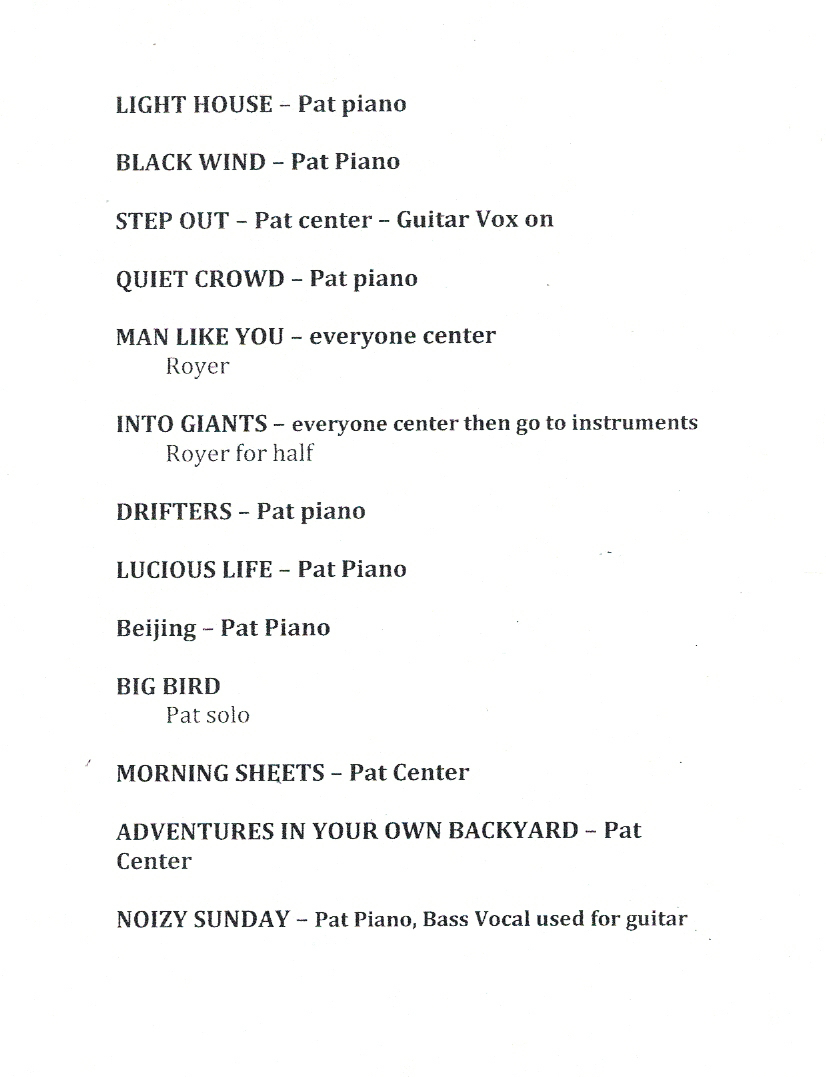 LIGHT HOUSE – Pat piano
BLACK WIND – Pat Piano
STEP OUT – Pat center – Guitar Vox on
QUIET CROWD – Pat piano
MAN LIKE YOU – everyone center
Royer
INTO GIANTS – everyone center then go to instruments
Royer for half
DRIFTERS – Pat piano
LUCIOUS LIFE – Pat Piano
Beijing – Pat Piano
BIG BIRD
Pat solo
MORNING SHEETS – Pat Center
ADVENTURES IN YOUR OWN BACKYARD – Pat
Center
NOIZY SUNDAY – Pat Piano, Bass Vocal used for guitar